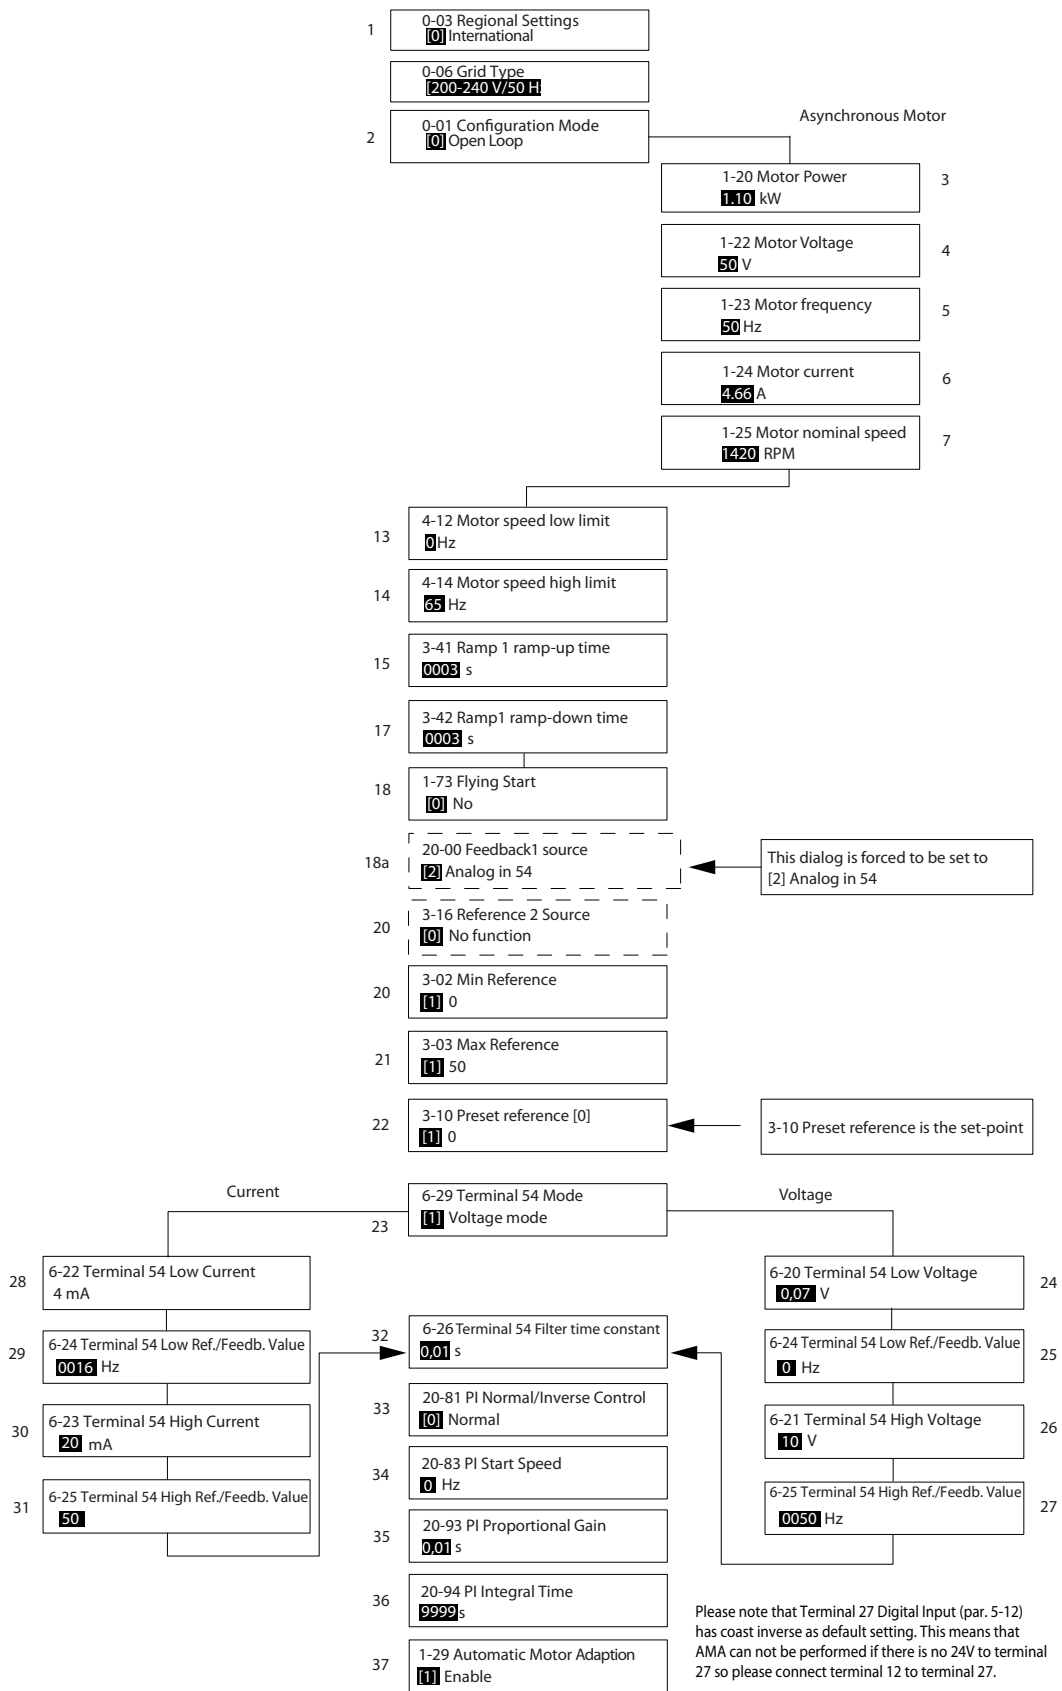 1
0-03 Regional Settings
[0] International
0-06 Grid Type
[200-240 V/50 Hz
2
0-01 Configuration Mode
[0] Open Loop
Asynchronous Motor
1-20 Motor Power
1.10 kW
3
1-22 Motor Voltage
50 V
4
1-23 Motor frequency
50 Hz
5
1-24 Motor current
4.66 A
6
1-25 Motor nominal speed
1420 RPM
7
13
4-12 Motor speed low limit
0 Hz
14
4-14 Motor speed high limit
65 Hz
15
3-41 Ramp 1 ramp-up time
0003 s
17
3-42 Ramp1 ramp-down time
0003 s
18
1-73 Flying Start
[0] No
18a
20-00 Feedback1 source
[2] Analog in 54
This dialog is forced to be set to
[2] Analog in 54
20
3-16 Reference 2 Source
[0] No function
20
3-02 Min Reference
[1] 0
21
3-03 Max Reference
[1] 50
22
3-10 Preset reference [0]
[1] 0
3-10 Preset reference is the set-point
Current
23
6-29 Terminal 54 Mode
[1] Voltage mode
Voltage
28
6-22 Terminal 54 Low Current
4 mA
29
6-24 Terminal 54 Low Ref./Feedb. Value
0016 Hz
30
6-23 Terminal 54 High Current
20 mA
31
6-25 Terminal 54 High Ref./Feedb. Value
50
6-20 Terminal 54 Low Voltage
0,07 V
24
6-24 Terminal 54 Low Ref./Feedb. Value
0 Hz
25
6-21 Terminal 54 High Voltage
10 V
26
6-25 Terminal 54 High Ref./Feedb. Value
0050 Hz
27
32
6-26 Terminal 54 Filter time constant
0,01 s
33
20-81 PI Normal/Inverse Control
[0] Normal
34
20-83 PI Start Speed
0 Hz
35
20-93 PI Proportional Gain
0,01 s
36
20-94 PI Integral Time
9999 s
37
1-29 Automatic Motor Adaption
[1] Enable
Please note that Terminal 27 Digital Input (par. 5-12)
has coast inverse as default setting. This means that
AMA can not be performed if there is no 24V to terminal
27 so please connect terminal 12 to terminal 27.